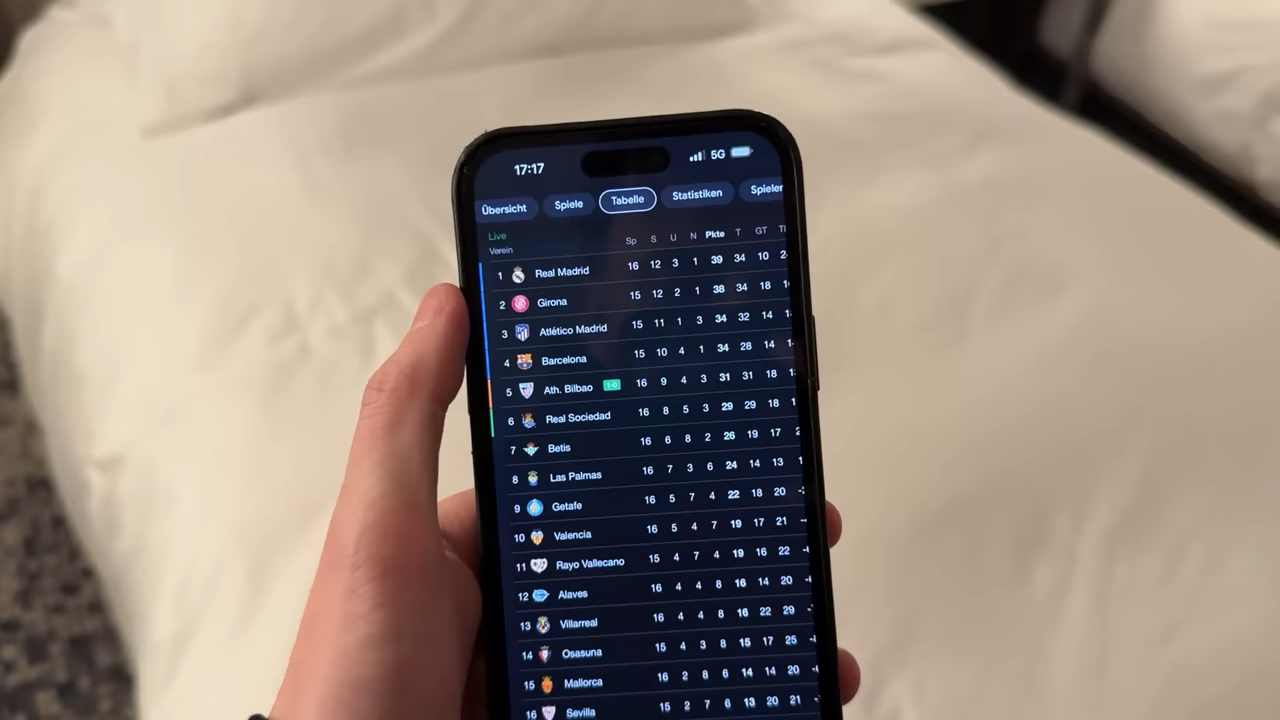 17:17 5G
Übersicht Spiele Tabelle Statistiken Spieler
Live
Verein Sp S U N Pkte T GT
1 Real Madrid 16 12 3 1 39 34 10
2 Girona 15 12 2 1 38 34 18
3 Atlético Madrid 15 11 1 3 34 32 14
4 Barcelona 15 10 4 1 34 28 14
5 Ath. Bilbao 1-0 16 9 4 3 31 31 18
6 Real Sociedad 16 8 5 3 29 29 18
7 Betis 16 6 8 2 26 19 17
8 Las Palmas 16 7 3 6 24 14 13
9 Getafe 16 5 7 4 22 18 20
10 Valencia 16 5 4 7 19 17 21
11 Rayo Vallecano 15 4 7 4 19 16 22
12 Alaves 16 4 4 8 16 14 20
13 Villarreal 16 4 4 8 16 22 29
14 Osasuna 15 4 3 8 15 17 25
15 Mallorca 16 2 8 6 14 14 20
16 Sevilla 15 2 7 6 13 20 21